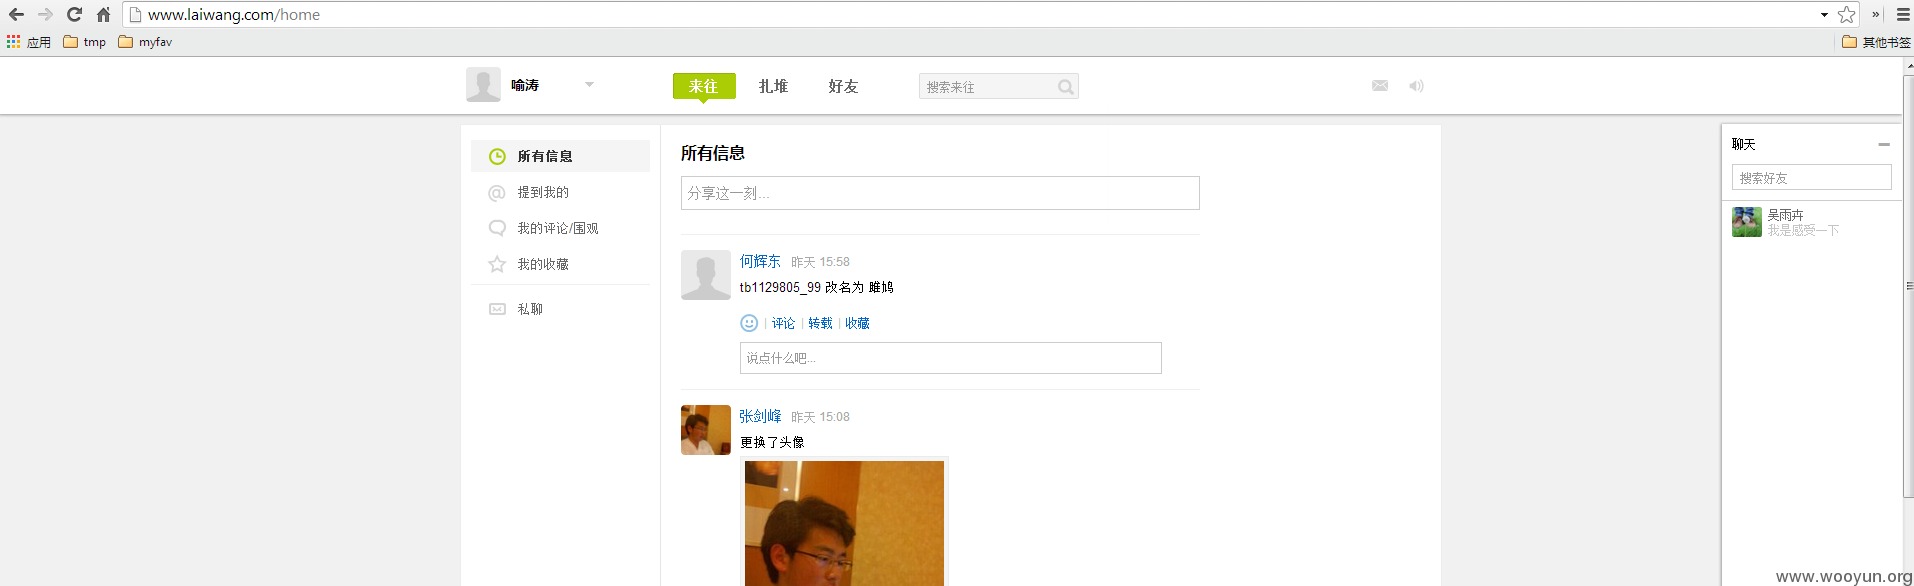 www.laiwang.com/home
»
应用 tmp myfav 其他书签
喻涛 来往 扎堆 好友 搜索来往
所有信息
提到我的
我的评论/围观
我的收藏
私聊
所有信息
分享这一刻...
何辉东 昨天 15:58
tb1129805_99 改名为 雎鸠
评论 | 转载 | 收藏
说点什么吧...
张剑峰 昨天 15:08
更换了头像
聊天
搜索好友
吴雨卉
我是感受一下
www.wooyun.org